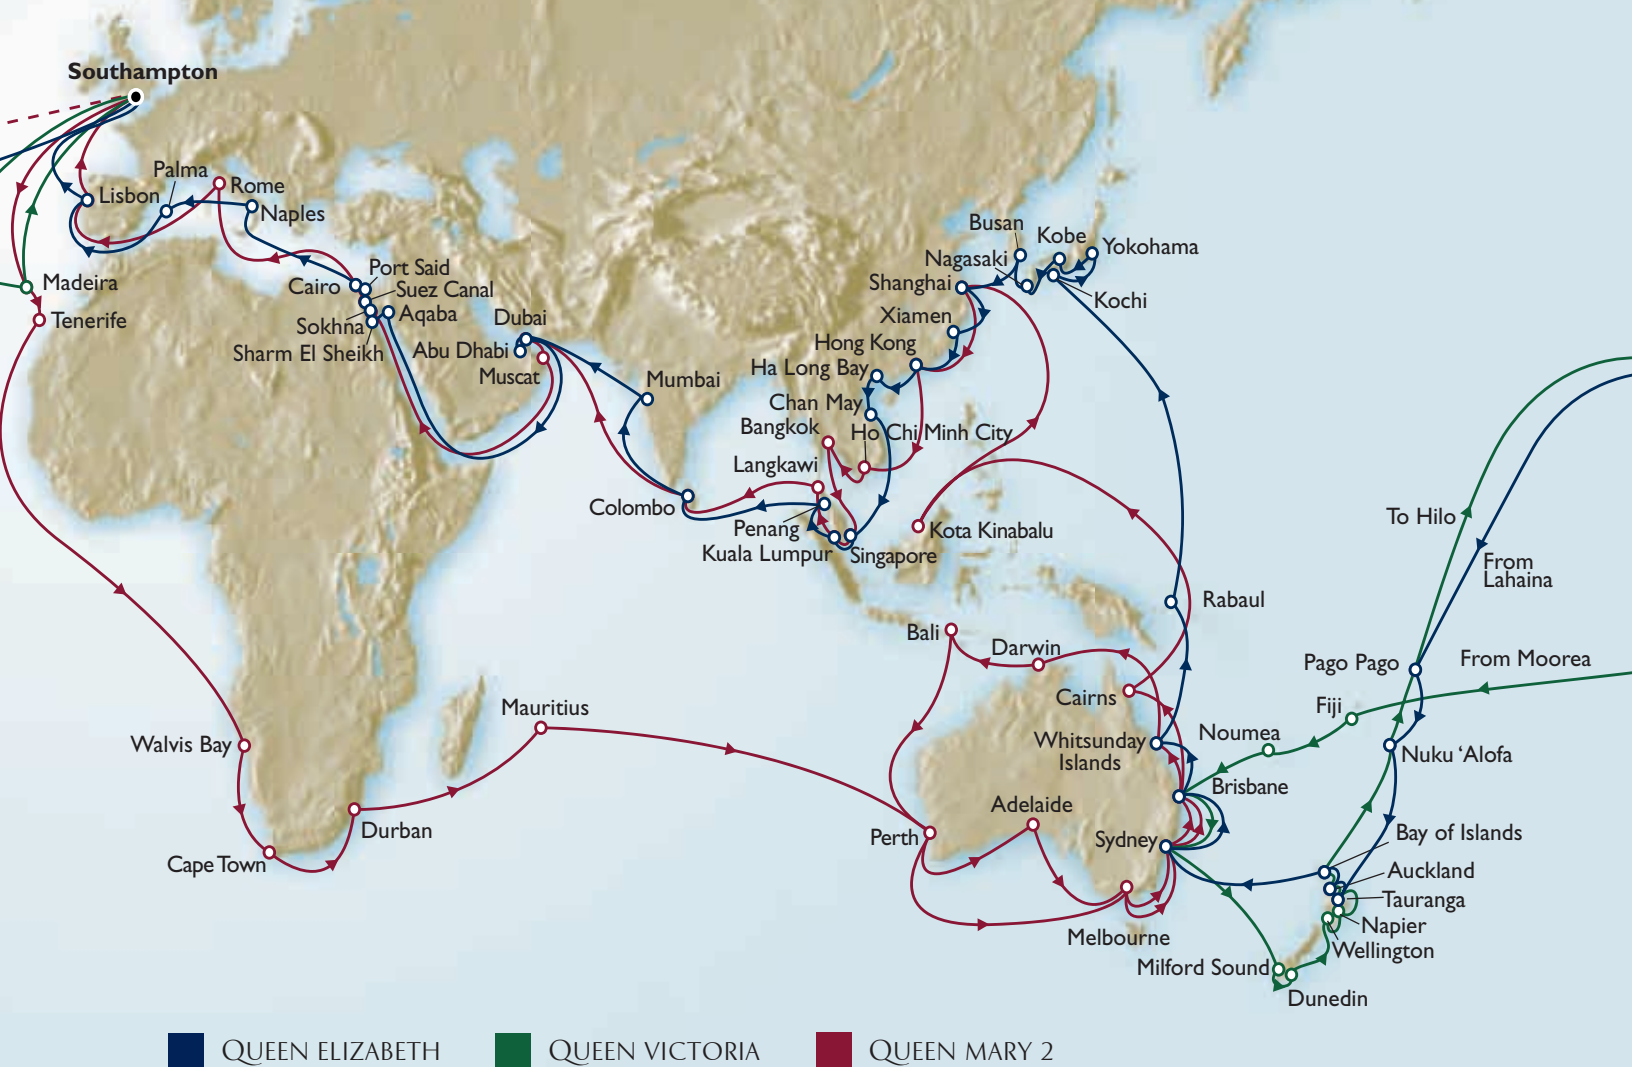 Southampton
Palma
Lisbon
Rome
Naples
Madeira
Tenerife
Port Said
Cairo
Suez Canal
Sokhna
Aqaba
Sharm El Sheikh
Dubai
Abu Dhabi
Muscat
Mumbai
Colombo
Busan
Kobe
Yokohama
Nagasaki
Shanghai
Kochi
Xiamen
Hong Kong
Ha Long Bay
Chan May
Bangkok
Ho Chi Minh City
Langkawi
Penang
Kuala Lumpur
Singapore
Kota Kinabalu
To Hilo
From
Lahaina
Rabaul
Bali
Darwin
Cairns
Pago Pago
From Moorea
Fiji
Noumea
Nuku ‘Alofa
Whitsunday
Islands
Brisbane
Mauritius
Walvis Bay
Durban
Cape Town
Perth
Adelaide
Sydney
Melbourne
Bay of Islands
Auckland
Tauranga
Napier
Wellington
Milford Sound
Dunedin
QUEEN ELIZABETH
QUEEN VICTORIA
QUEEN MARY 2